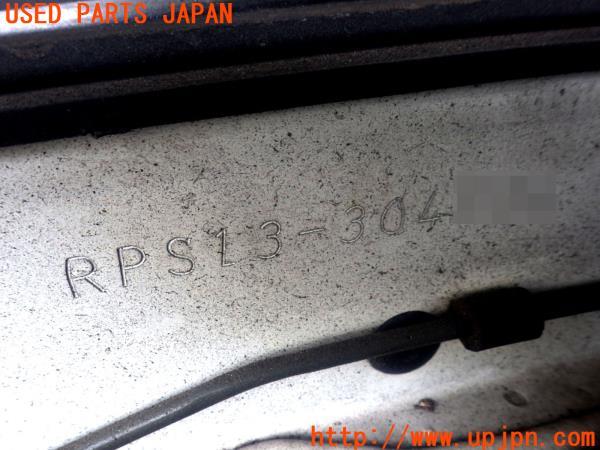 USED PARTS JAPAN
RPS13-304
http://www.upjpn.com